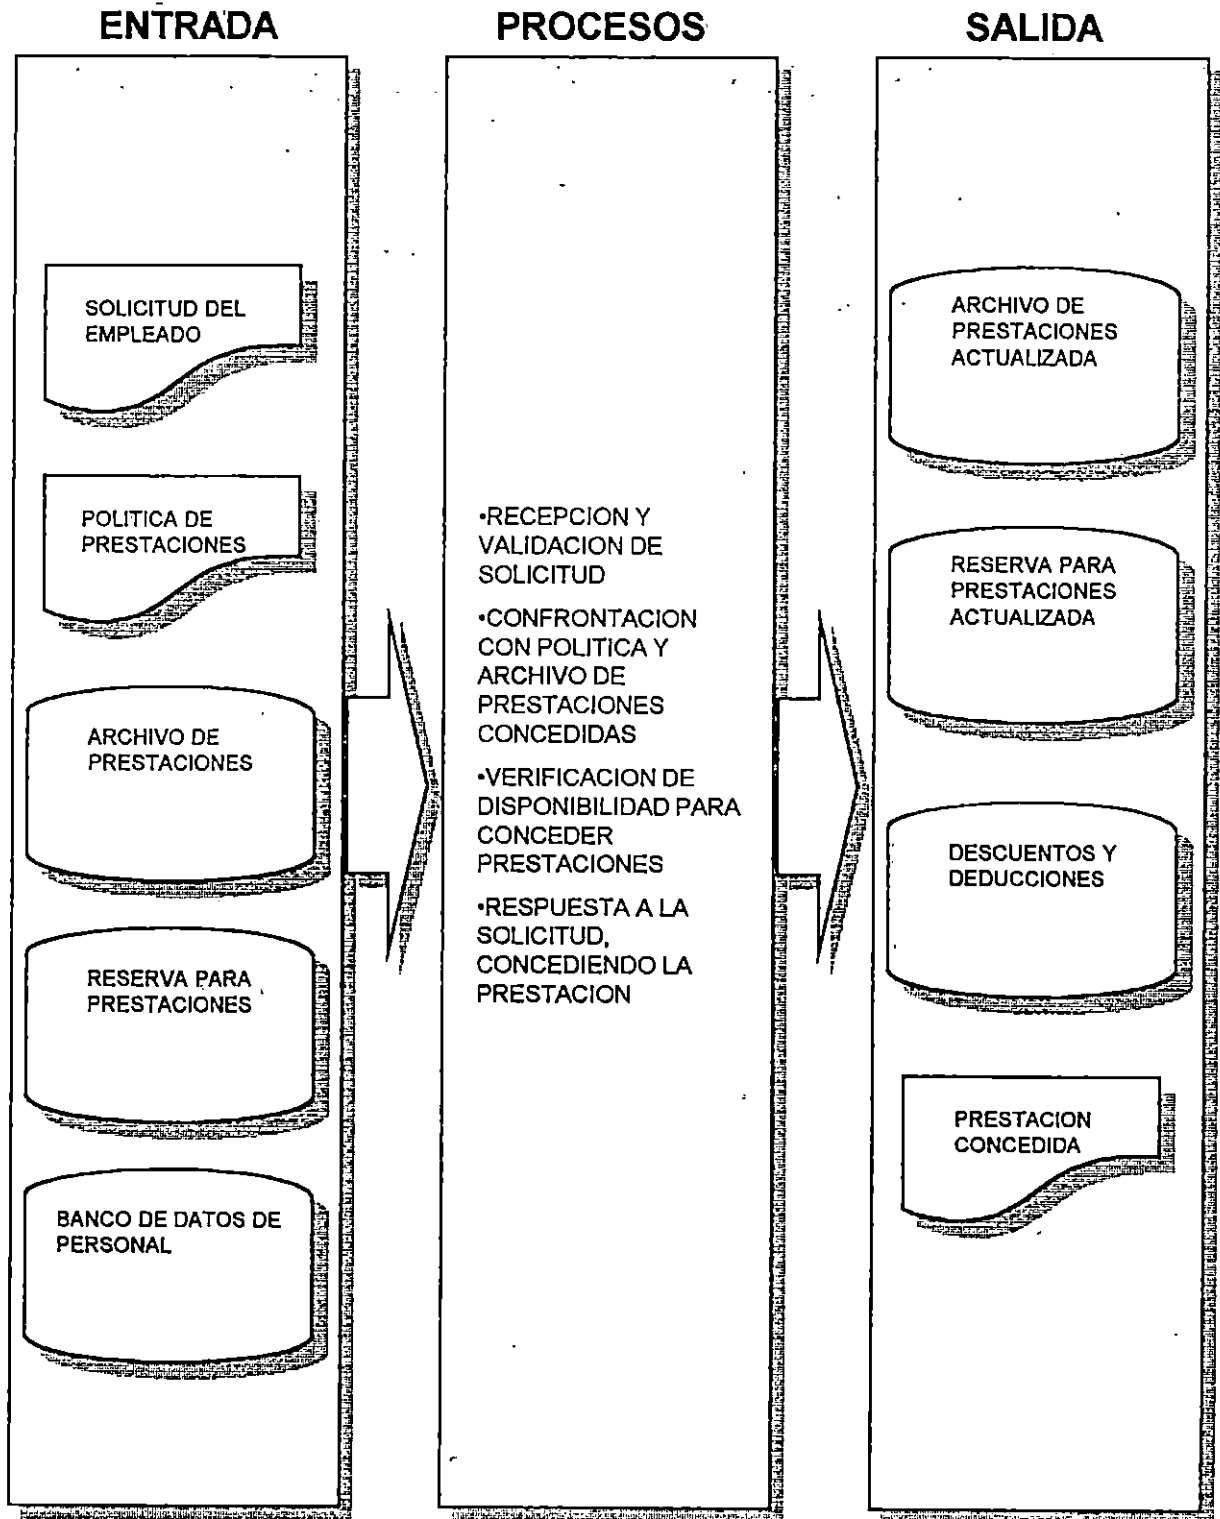 ENTRADA
SOLICITUD DEL
EMPLEADO
POLITICA DE
PRESTACIONES
ARCHIVO DE
PRESTACIONES
RESERVA PARA
PRESTACIONES
BANCO DE DATOS DE
PERSONAL
PROCESOS
•RECEPCION Y
VALIDACION DE
SOLICITUD
•CONFRONTACION
CON POLITICA Y
ARCHIVO DE
PRESTACIONES
CONCEDIDAS
•VERIFICACION DE
DISPONIBILIDAD PARA
CONCEDER
PRESTACIONES
•RESPUESTA A LA
SOLICITUD,
CONCEDIENDO LA
PRESTACION
SALIDA
ARCHIVO DE
PRESTACIONES
ACTUALIZADA
RESERVA PARA
PRESTACIONES
ACTUALIZADA
DESCUENTOS Y
DEDUCCIONES
PRESTACION
CONCEDIDA